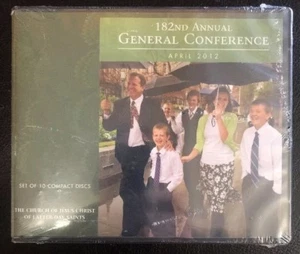 182ND ANNUAL
GENERAL CONFERENCE
APRIL 2012
SET OF 10 COMPACT DISCS
THE CHURCH OF JESUS CHRIST
OF LATTER-DAY SAINTS